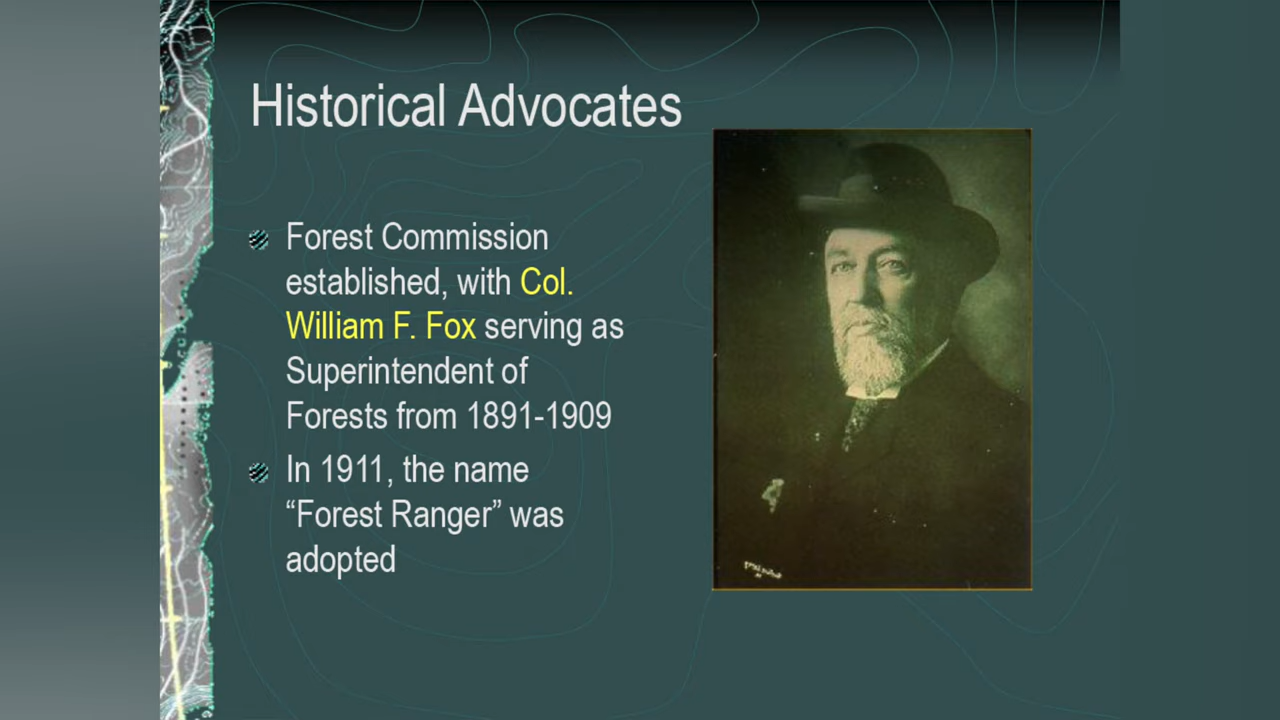 Historical Advocates
Forest Commission
established, with Col.
William F. Fox serving as
Superintendent of
Forests from 1891-1909
In 1911, the name
“Forest Ranger” was
adopted